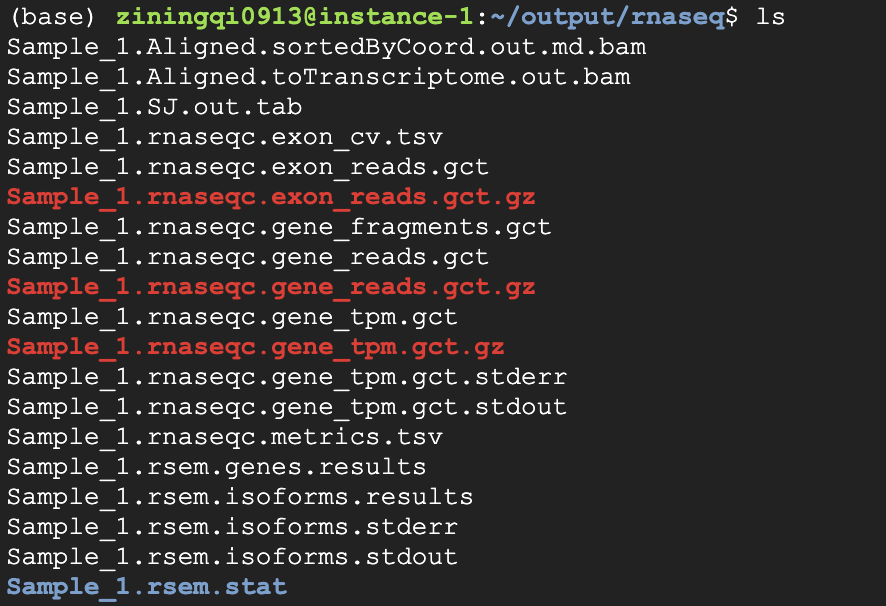 (base) ziningqi0913@instance-1:~/output/rnaseq$ ls
Sample_1.Aligned.sortedByCoord.out.md.bam
Sample_1.Aligned.toTranscriptome.out.bam
Sample_1.SJ.out.tab
Sample_1.rnaseqc.exon_cv.tsv
Sample_1.rnaseqc.exon_reads.gct
Sample_1.rnaseqc.exon_reads.gct.gz
Sample_1.rnaseqc.gene_fragments.gct
Sample_1.rnaseqc.gene_reads.gct
Sample_1.rnaseqc.gene_reads.gct.gz
Sample_1.rnaseqc.gene_tpm.gct
Sample_1.rnaseqc.gene_tpm.gct.gz
Sample_1.rnaseqc.gene_tpm.gct.stderr
Sample_1.rnaseqc.gene_tpm.gct.stdout
Sample_1.rnaseqc.metrics.tsv
Sample_1.rsem.genes.results
Sample_1.rsem.isoforms.results
Sample_1.rsem.isoforms.stderr
Sample_1.rsem.isoforms.stdout
Sample_1.rsem.stat